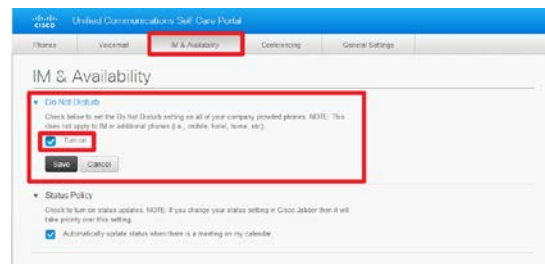 cisco Unified Communications Self Care Portal
Phones Voicemail IM & Availability Conferencing General Settings
IM & Availability
Do Not Disturb
Check below to set the Do Not Disturb setting on all of your company provided phones. NOTE: This
does not apply to IM or additional phones (i.e., mobile, hotel, home, etc)
Turn on
Save Cancel
Status Policy
Check to turn on status updates. NOTE: If you change your status setting in Cisco Jabber then it will
take priority over this setting.
Automatically update status when there is a meeting on my calendar